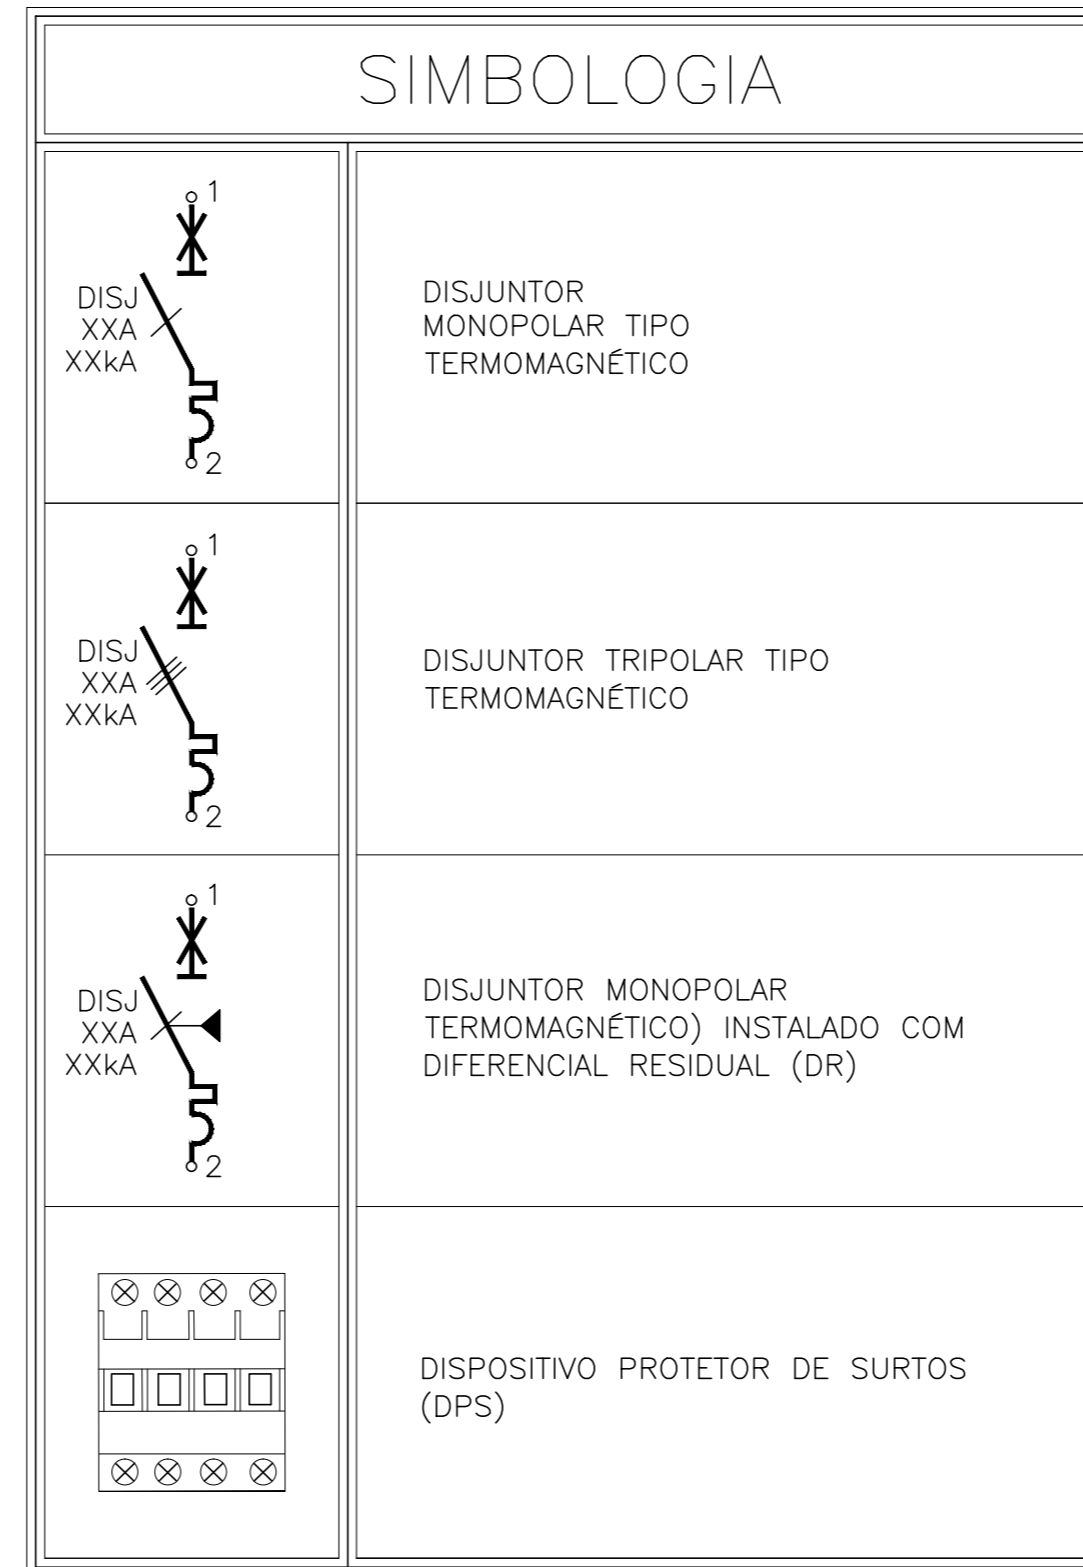 SIMBOLOGIA
1
DISJ
XXA
XXkA
2
DISJUNTOR
MONOPOLAR TIPO
TERMOMAGNÉTICO
1
DISJ
XXA
XXkA
2
DISJUNTOR TRIPOLAR TIPO
TERMOMAGNÉTICO
1
DISJ
XXA
XXkA
2
DISJUNTOR MONOPOLAR
TERMOMAGNÉTICO) INSTALADO COM
DIFERENCIAL RESIDUAL (DR)
DISPOSITIVO PROTETOR DE SURTOS
(DPS)